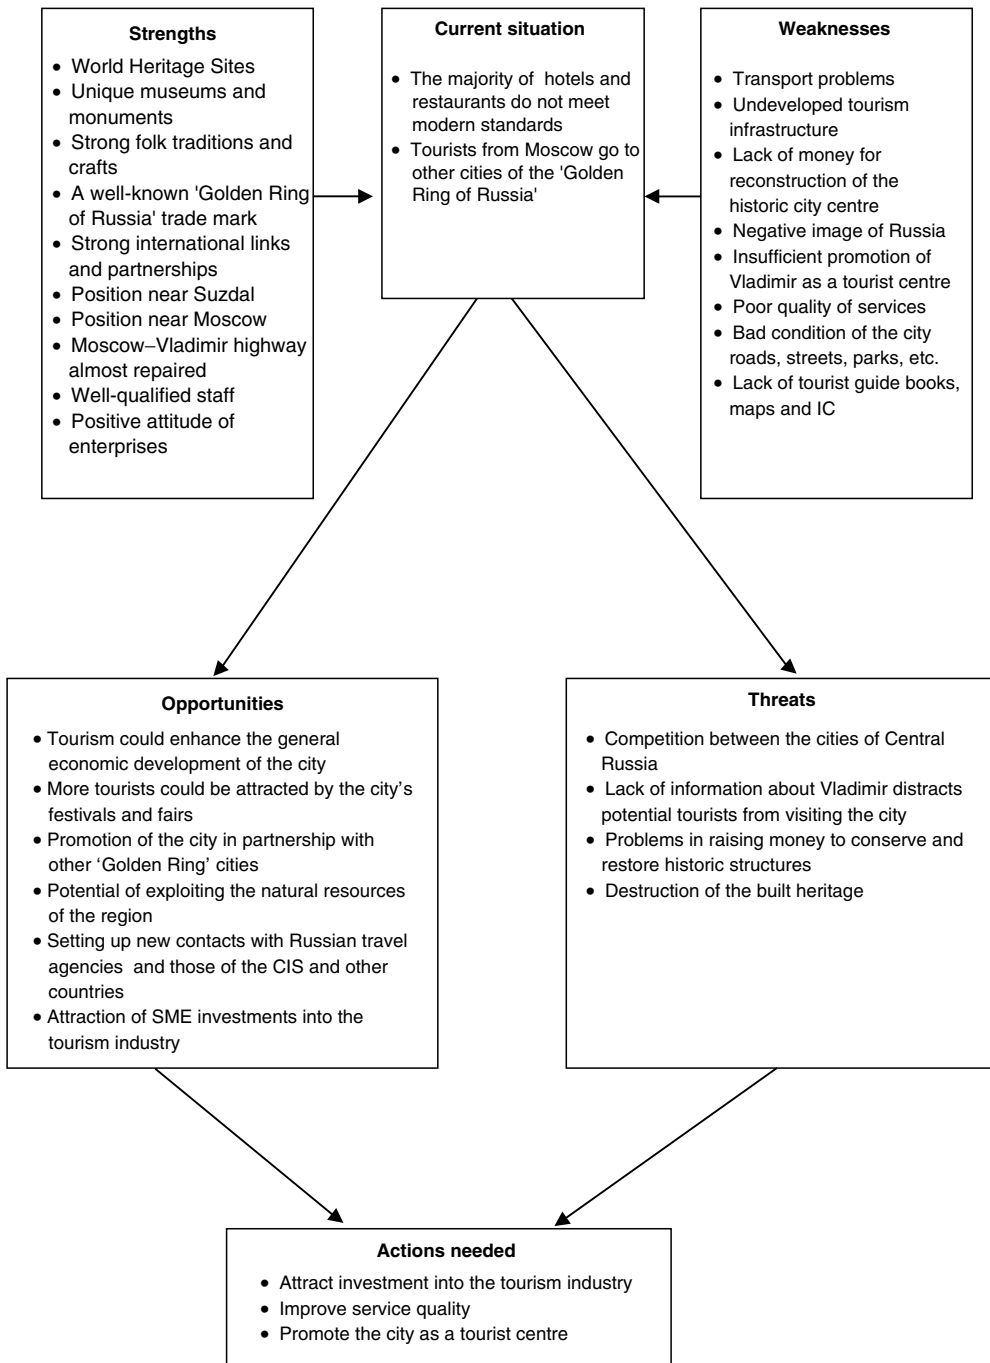 Strengths
• World Heritage Sites
• Unique museums and
monuments
• Strong folk traditions and
crafts
• A well-known 'Golden Ring
of Russia' trade mark
• Strong international links
and partnerships
• Position near Suzdal
• Position near Moscow
• Moscow–Vladimir highway
almost repaired
• Well-qualified staff
• Positive attitude of
enterprises
Current situation
• The majority of hotels and
restaurants do not meet
modern standards
• Tourists from Moscow go to
other cities of the 'Golden
Ring of Russia'
Weaknesses
• Transport problems
• Undeveloped tourism
infrastructure
• Lack of money for
reconstruction of the
historic city centre
• Negative image of Russia
• Insufficient promotion of
Vladimir as a tourist centre
• Poor quality of services
• Bad condition of the city
roads, streets, parks, etc.
• Lack of tourist guide books,
maps and IC
Opportunities
• Tourism could enhance the general
economic development of the city
• More tourists could be attracted by the city’s
festivals and fairs
• Promotion of the city in partnership with
other ‘Golden Ring’ cities
• Potential of exploiting the natural resources
of the region
• Setting up new contacts with Russian travel
agencies and those of the CIS and other
countries
• Attraction of SME investments into the
tourism industry
Threats
• Competition between the cities of Central
Russia
• Lack of information about Vladimir distracts
potential tourists from visiting the city
• Problems in raising money to conserve and
restore historic structures
• Destruction of the built heritage
Actions needed
• Attract investment into the tourism industry
• Improve service quality
• Promote the city as a tourist centre